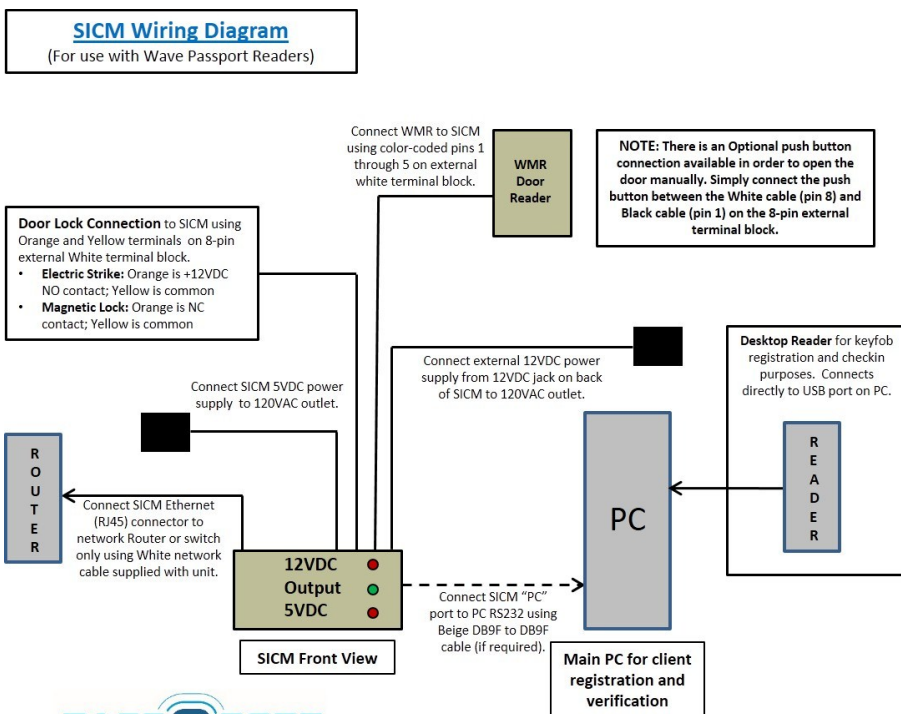 SICM Wiring Diagram
(For use with Wave Passport Readers)
Connect WMR to SICM
using color-coded pins 1
through 5 on external
white terminal block.
WMR
Door
Reader
NOTE: There is an Optional push button
connection available in order to open the
door manually. Simply connect the push
button between the White cable (pin 8) and
Black cable (pin 1) on the 8-pin external
terminal block.
Door Lock Connection to SICM using
Orange and Yellow terminals on 8-pin
external White terminal block.
• Electric Strike: Orange is +12VDC
NO contact; Yellow is common
• Magnetic Lock: Orange is NC
contact; Yellow is common
Connect SICM 5VDC power
supply to 120VAC outlet.
Connect external 12VDC power
supply from 12VDC jack on back
of SICM to 120VAC outlet.
Desktop Reader for keyfob
registration and checkin
purposes. Connects
directly to USB port on PC.
R
O
U
T
E
R
Connect SICM Ethernet
(RJ45) connector to
network Router or switch
only using White network
cable supplied with unit.
PC
R
E
A
D
E
R
12VDC
Output
5VDC
Connect SICM “PC”
port to PC RS232 using
Beige DB9F to DB9F
cable (if required).
SICM Front View
Main PC for client
registration and
verification